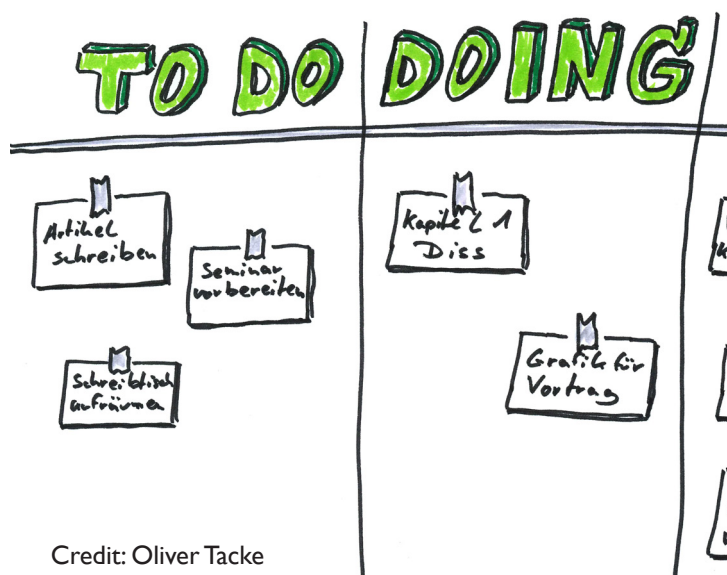 TO DO
DOING
Artikel
schreiben
Seminar
vorbereiten
Schreibtisch
aufräumen
Kapitel 1
Diss
Grafik für
Vortrag
Credit: Oliver Tacke